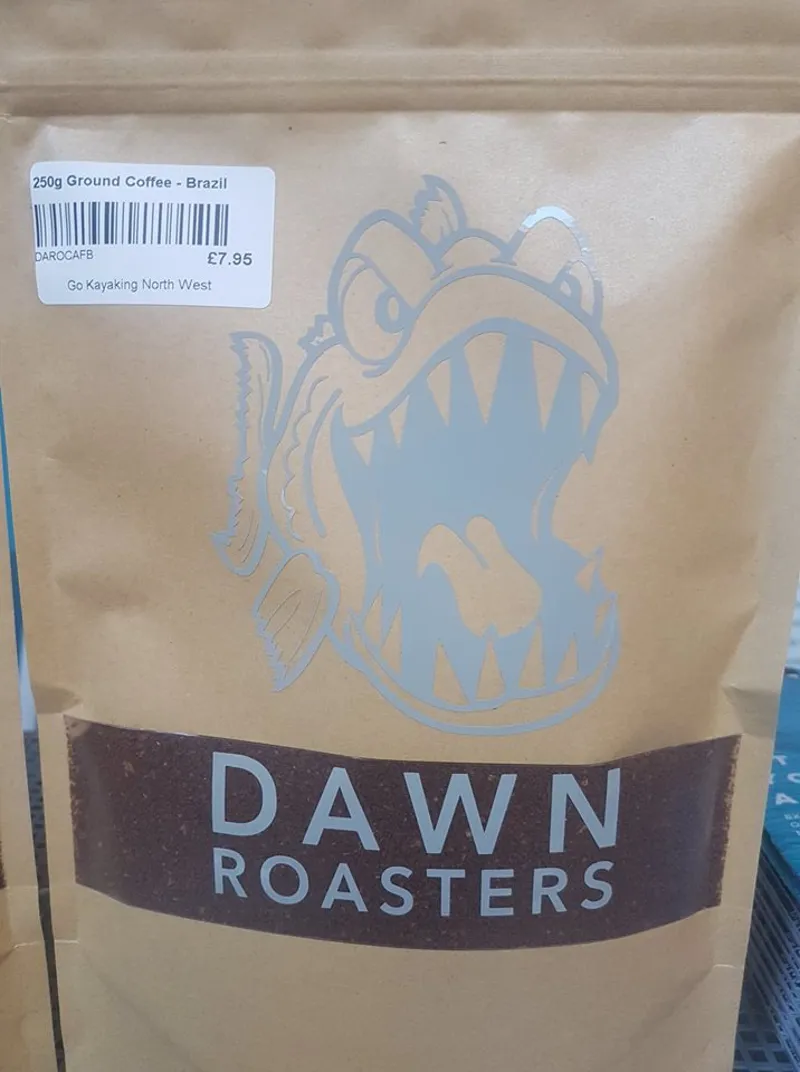 250g Ground Coffee - Brazil
DAROCAFB
£7.95
Go Kayaking North West
DAWN
ROASTERS